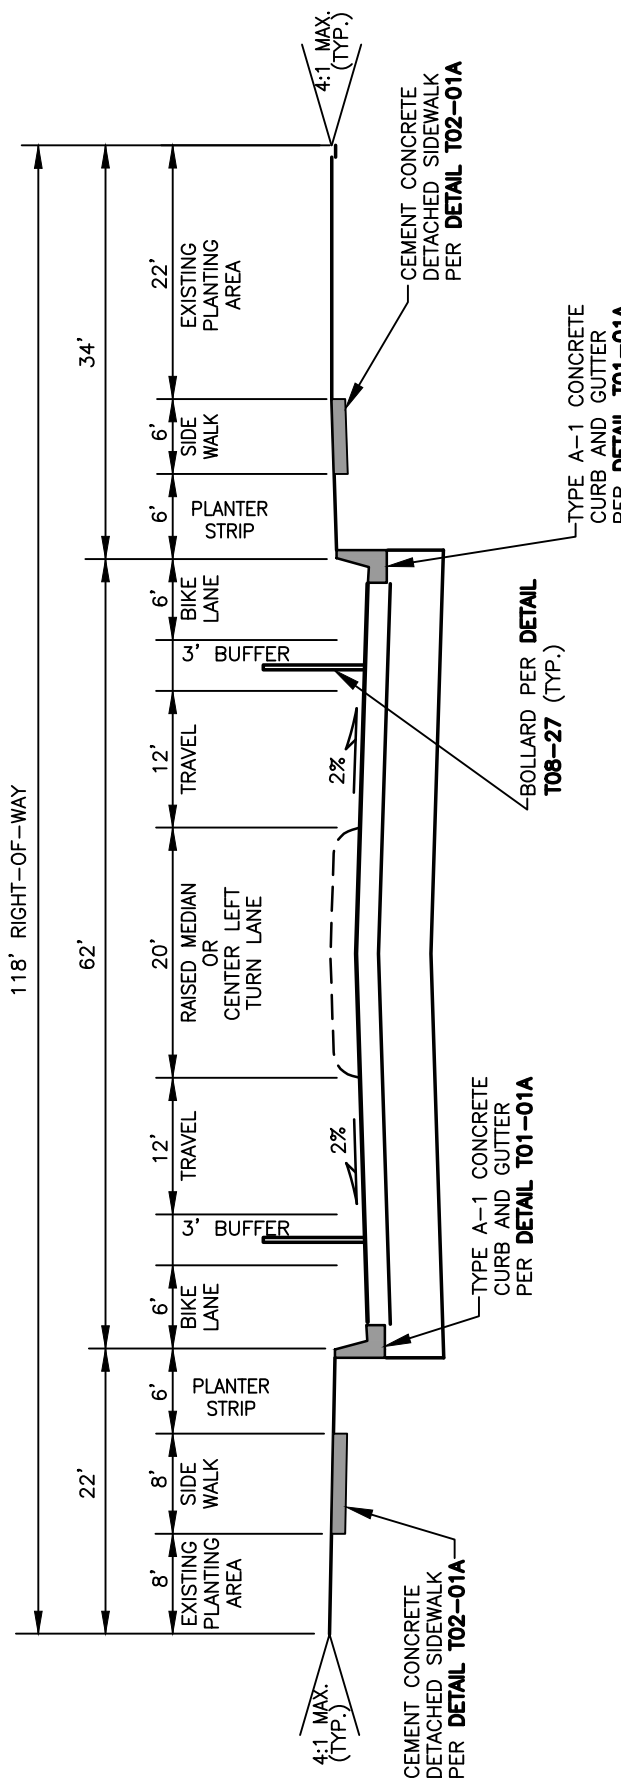 118' RIGHT-OF-WAY
22'
62'
34'
8'
EXISTING
PLANTING
AREA
8'
SIDE
WALK
6'
PLANTER
STRIP
6'
BIKE
LANE
3' BUFFER
12'
TRAVEL
20'
RAISED MEDIAN
OR
CENTER LEFT
TURN LANE
12'
TRAVEL
3' BUFFER
6'
BIKE
LANE
6'
PLANTER
STRIP
6'
SIDE
WALK
22'
EXISTING
PLANTING
AREA
4:1 MAX.
(TYP.)
2%
2%
4:1 MAX.
(TYP.)
CEMENT CONCRETE
DETACHED SIDEWALK
PER DETAIL T02-01A
TYPE A-1 CONCRETE
CURB AND GUTTER
PER DETAIL T01-01A
BOLLARD PER DETAIL
T08-27 (TYP.)
TYPE A-1 CONCRETE
CURB AND GUTTER
PER DETAIL T01-01A
CEMENT CONCRETE
DETACHED SIDEWALK
PER DETAIL T02-01A